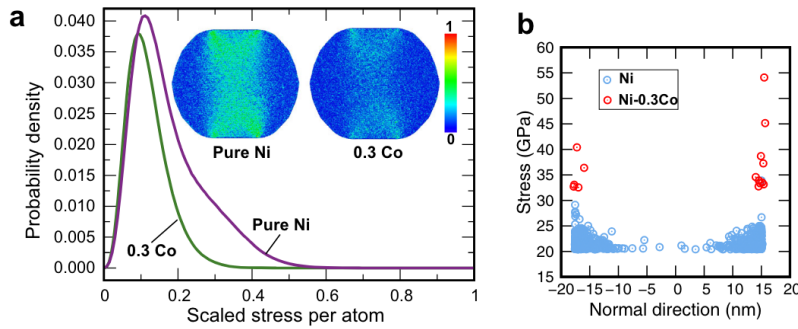 a
0.040
0.035
0.030
0.025
0.020
0.015
0.010
0.005
0.000
Probability density
0 0.2 0.4 0.6 0.8 1
Scaled stress per atom
Pure Ni
0.3 Co
1
0
Pure Ni
0.3 Co
b
60
55
50
45
40
35
30
25
20
15
Stress (GPa)
Ni
Ni-0.3Co
-20 -15 -10 -5 0 5 10 15 20
Normal direction (nm)